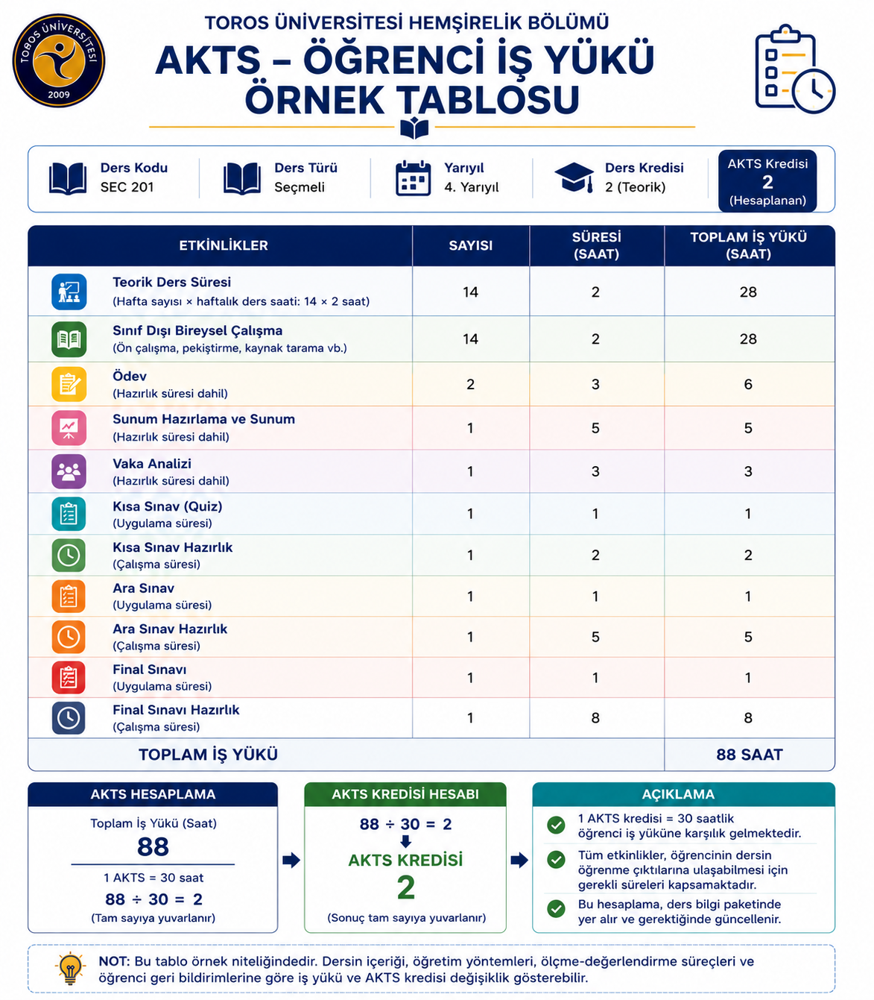 TOROS ÜNİVERSİTESİ
2009
TOROS ÜNİVERSİTESİ HEMŞİRELİK BÖLÜMÜ
AKTS – ÖĞRENCİ İŞ YÜKÜ
ÖRNEK TABLOSU
Ders Kodu
SEC 201
Ders Türü
Seçmeli
Yarıyıl
4. Yarıyıl
Ders Kredisi
2 (Teorik)
AKTS Kredisi
2
(Hesaplanan)
ETKİNLİKLER SAYISI SÜRESİ (SAAT) TOPLAM İŞ YÜKÜ (SAAT)
Teorik Ders Süresi
(Hafta sayısı × haftalık ders saati: 14 × 2 saat) 14 2 28
Sınıf Dışı Bireysel Çalışma
(Ön çalışma, pekiştirme, kaynak tarama vb.) 14 2 28
Ödev
(Hazırlık süresi dahil) 2 3 6
Sunum Hazırlama ve Sunum
(Hazırlık süresi dahil) 1 5 5
Vaka Analizi
(Hazırlık süresi dahil) 1 3 3
Kısa Sınav (Quiz)
(Uygulama süresi) 1 1 1
Kısa Sınav Hazırlık
(Çalışma süresi) 1 2 2
Ara Sınav
(Uygulama süresi) 1 1 1
Ara Sınav Hazırlık
(Çalışma süresi) 1 5 5
Final Sınavı
(Uygulama süresi) 1 1 1
Final Sınavı Hazırlık
(Çalışma süresi) 1 8 8
TOPLAM İŞ YÜKÜ 88 SAAT
AKTS HESAPLAMA
Toplam İş Yükü (Saat)
88
1 AKTS = 30 saat
88 ÷ 30 = 2
(Tam sayıya yuvarlanır)
AKTS KREDİSİ HESABI
88 ÷ 30 = 2
AKTS KREDİSİ
2
(Sonuç tam sayıya yuvarlanır)
AÇIKLAMA
1 AKTS kredisi = 30 saatlik
öğrenci iş yüküne karşılık gelmektedir.
Tüm etkinlikler, öğrencinin dersin
öğrenme çıktılarına ulaşabilmesi için
gerekli süreleri kapsamaktadır.
Bu hesaplama, ders bilgi paketinde
yer alır ve gerektiğinde güncellenir.
NOT: Bu tablo örnek niteliğindedir. Dersin içeriği, öğretim yöntemleri, ölçme-değerlendirme süreçleri ve
öğrenci geri bildirimlerine göre iş yükü ve AKTS kredisi değişiklik gösterebilir.